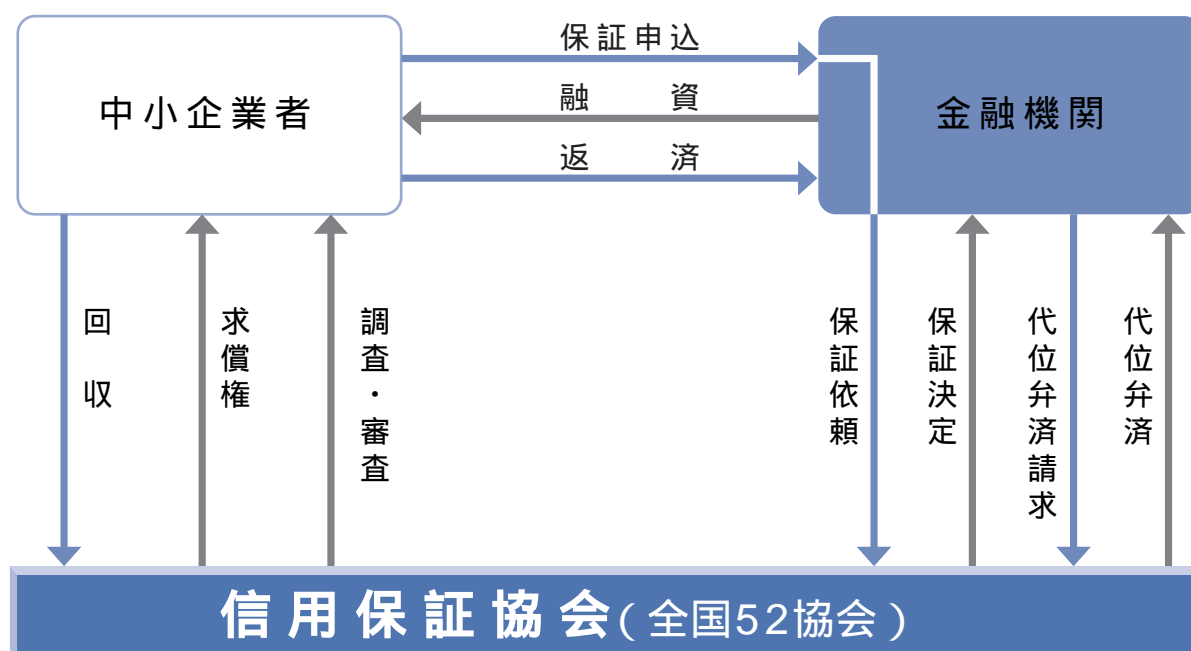 保証申込
中小企業者
融資
金融機関
返済
回収
求償権
調査・審査
保証依頼
保証決定
代位弁済請求
代位弁済
信用保証協会(全国52協会)